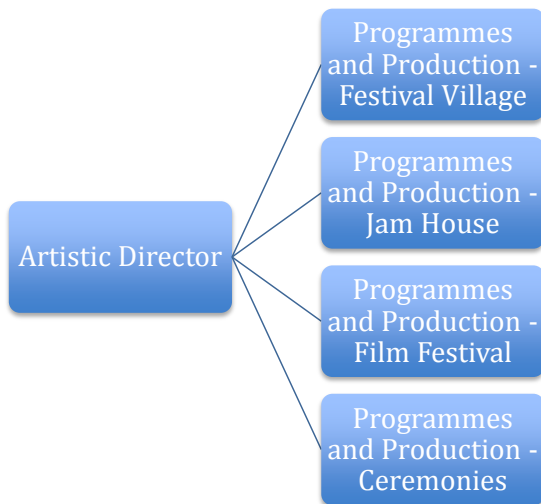 Programmes
and Production -
Festival Village
Programmes
and Production -
Jam House
Artistic Director
Programmes
and Production -
Film Festival
Programmes
and Production -
Ceremonies